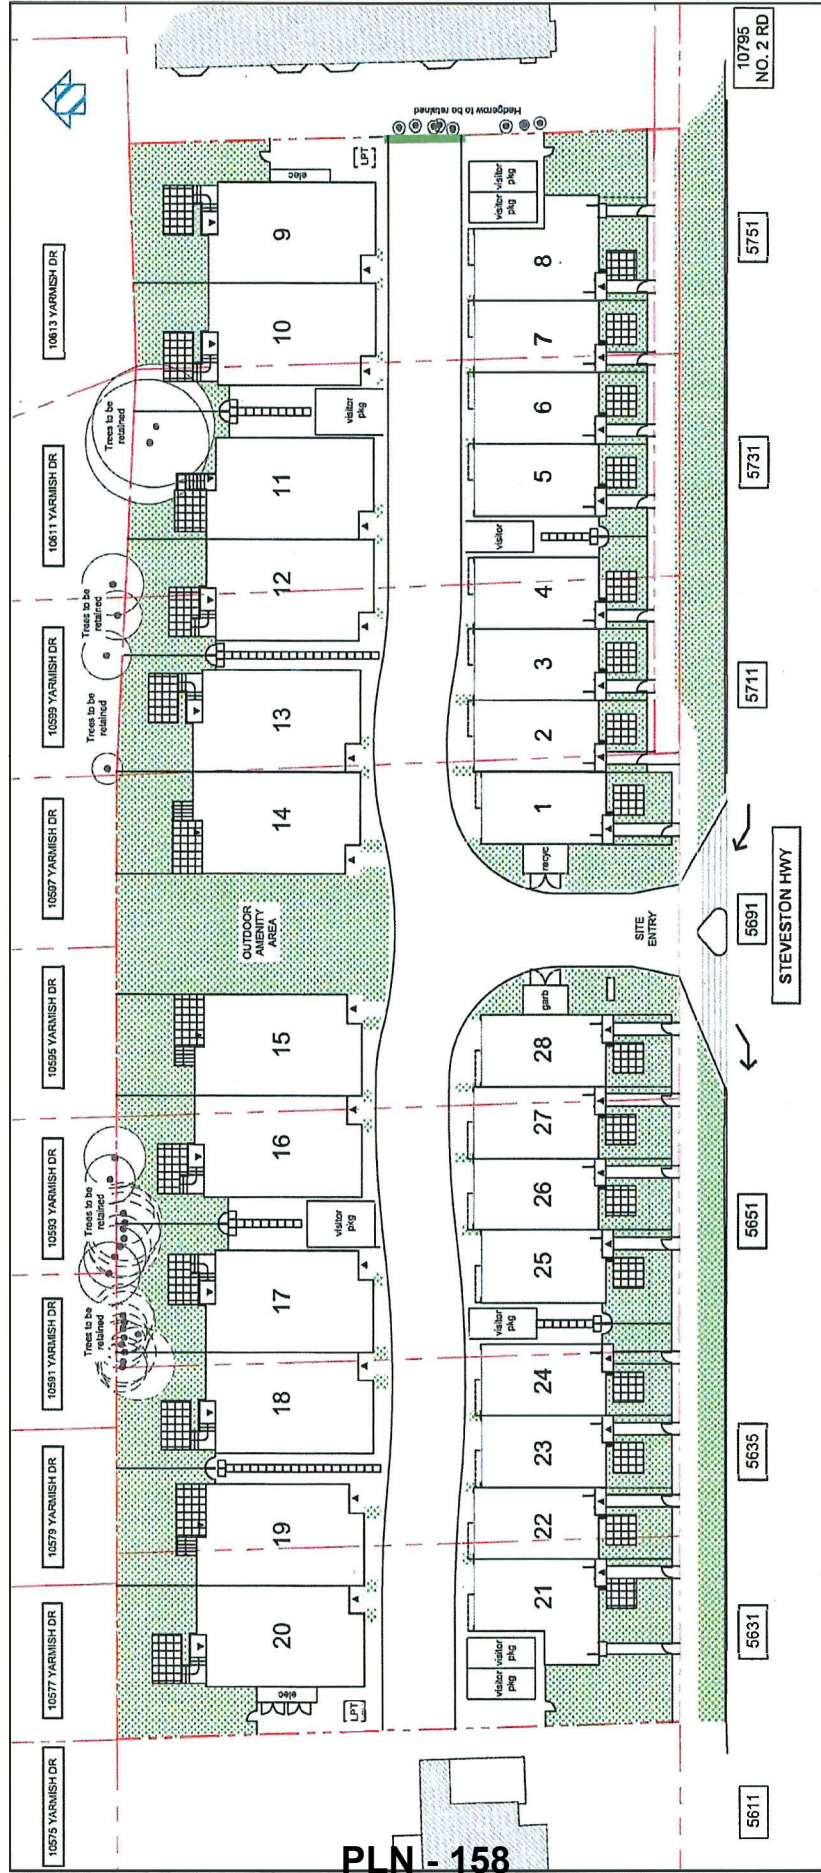 10613 YARMISH DR
10611 YARMISH DR
10599 YARMISH DR
10597 YARMISH DR
10595 YARMISH DR
10593 YARMISH DR
10591 YARMISH DR
10579 YARMISH DR
10577 YARMISH DR
10575 YARMISH DR
Trees to be
retained
Trees to be
retained
Trees to be
retained
Trees to be
retained
Trees to be
retained
Hedgerow to be retained
LPT
elec
9
10
visitor
pkg
11
12
13
14
OUTDOOR
AMENITY
AREA
15
16
visitor
pkg
17
18
19
20
elec
LPT
visitor
pkg
visitor
pkg
8
7
6
5
visitor
4
3
2
1
recyc
SITE
ENTRY
garb
28
27
26
25
visitor
pkg
24
23
22
21
visitor
pkg
visitor
pkg
10795
NO. 2 RD
5751
5731
5711
5691
5651
5635
5631
5611
STEVESTON HWY
PLN - 158